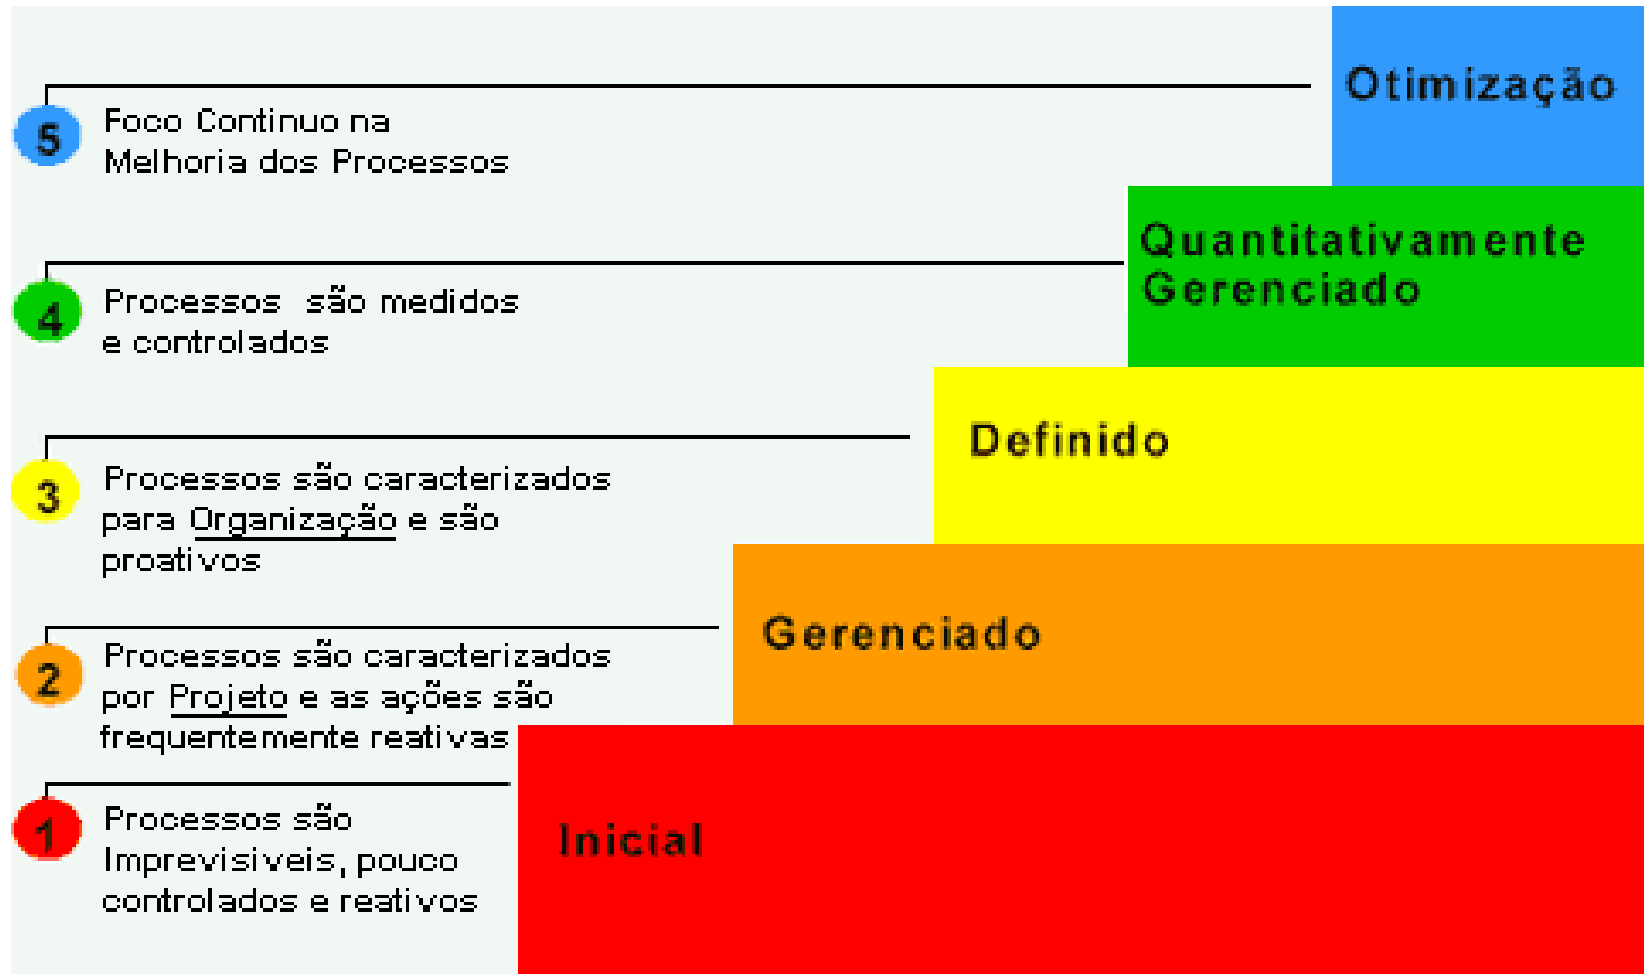 Otimização
5
Foco Continuo na
Melhoria dos Processos
Quantitativamente
Gerenciado
4
Processos são medidos
e controlados
Definido
3
Processos são caracterizados
para Organização e são
proativos
Gerenciado
2
Processos são caracterizados
por Projeto e as ações são
frequentemente reativas
Inicial
1
Processos são
Imprevisiveis, pouco
controlados e reativos